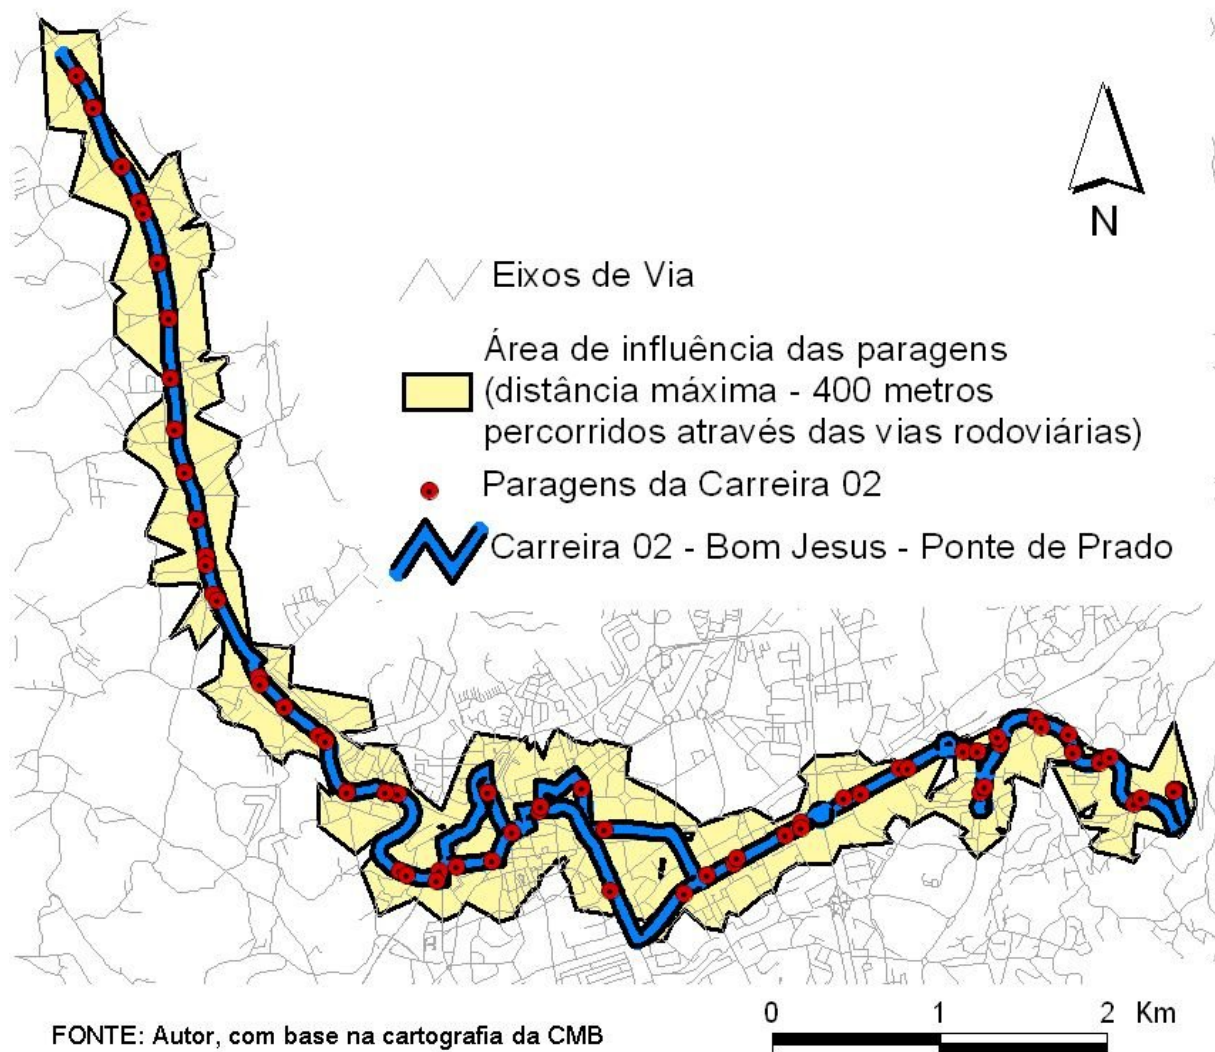 N
Eixos de Via
Área de influência das paragens
(distância máxima - 400 metros
percorridos através das vias rodoviárias)
Paragens da Carreira 02
Carreira 02 - Bom Jesus - Ponte de Prado
0 1 2 Km
FONTE: Autor, com base na cartografia da CMB